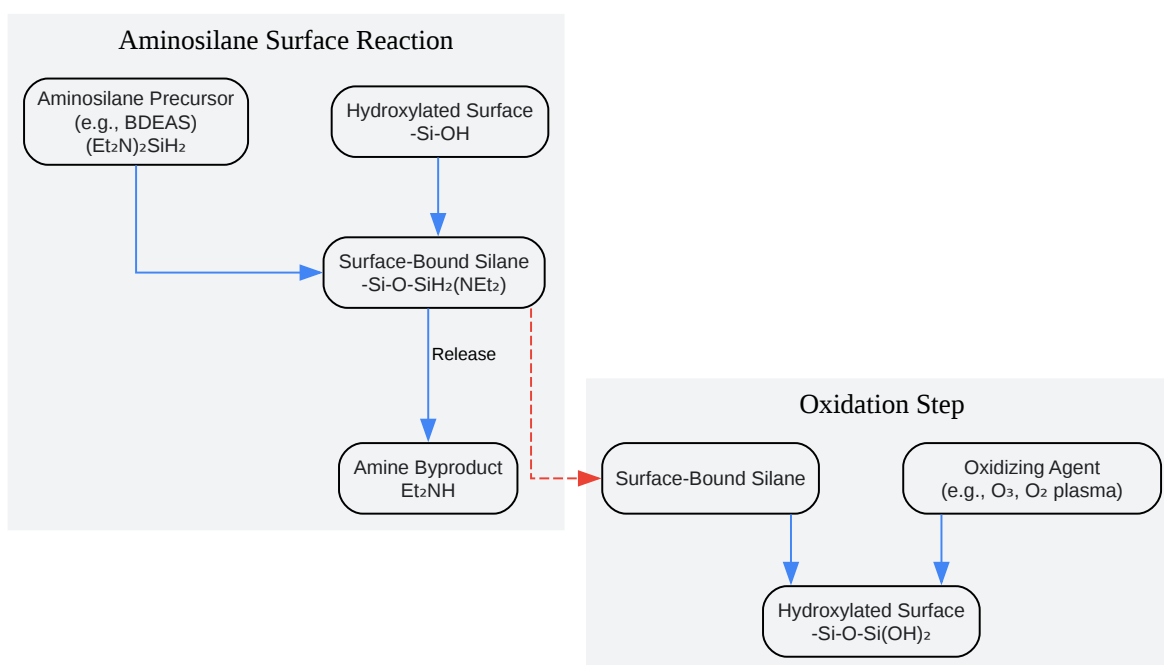 Aminosilane Surface Reaction
Aminosilane Precursor
(e.g., BDEAS)
(Et₂N)₂SiH₂
Hydroxylated Surface
-Si-OH
Surface-Bound Silane
-Si-O-SiH₂(NEt₂)
Release
Amine Byproduct
Et₂NH
Oxidation Step
Surface-Bound Silane
Oxidizing Agent
(e.g., O₃, O₂ plasma)
Hydroxylated Surface
-Si-O-Si(OH)₂